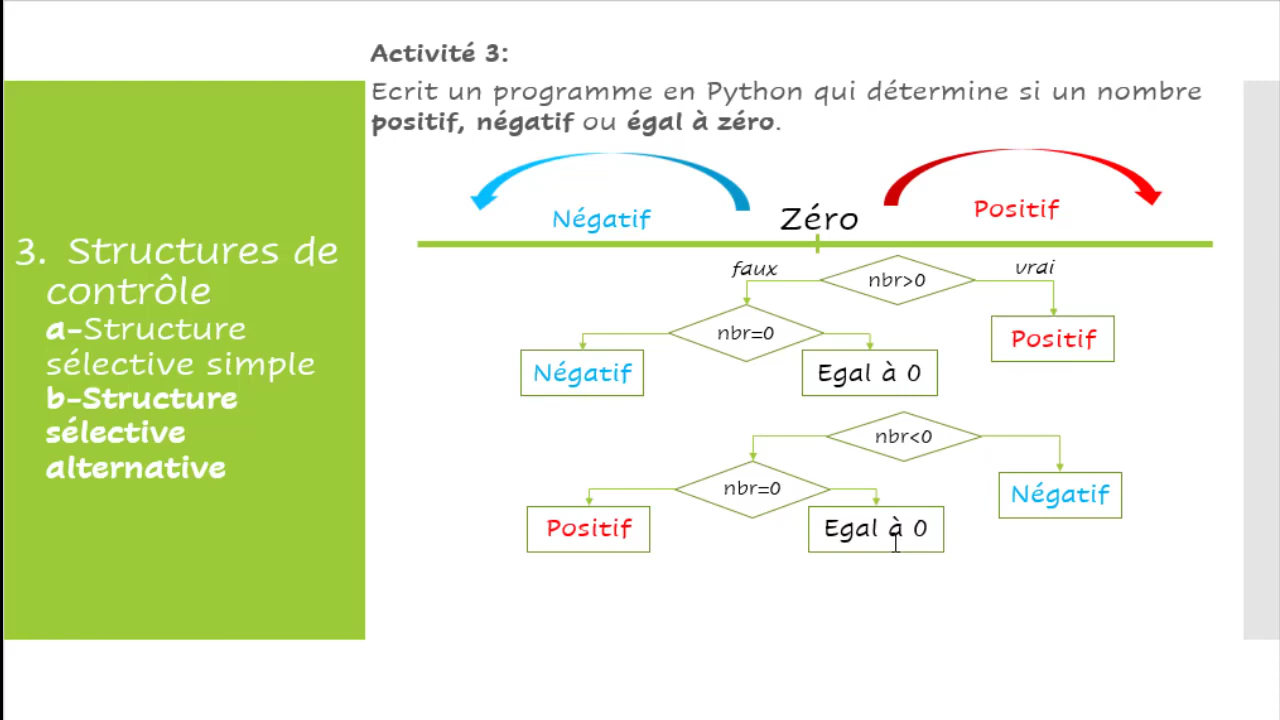 Activité 3:
Ecrit un programme en Python qui détermine si un nombre
positif, négatif ou égal à zéro.
3. Structures de
contrôle
a-Structure
sélective simple
b-Structure
sélective
alternative
Négatif
Zéro
Positif
faux
nbr>0
vrai
nbr=0
Positif
Négatif
Egal à 0
nbr<0
nbr=0
Négatif
Positif
Egal à 0